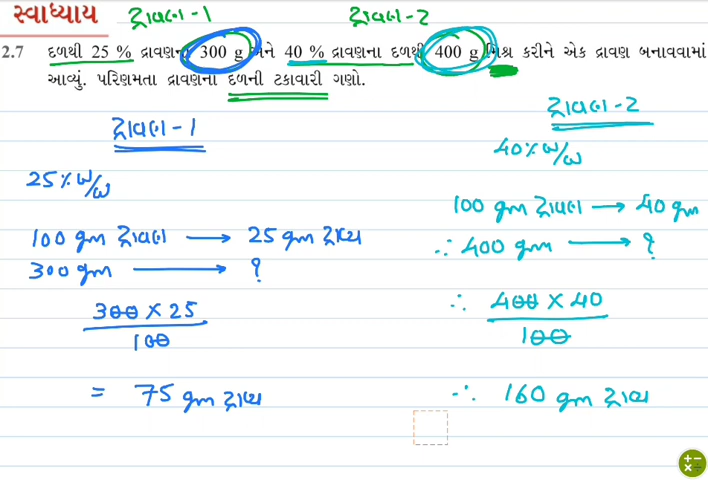 સ્વાધ્યાય દ્રાવણ-1 દ્રાવણ-2
2.7 દળથી 25 % દ્રાવણના 300 g અને 40 % દ્રાવણના દળથી 400 g મિશ્ર કરીને એક દ્રાવણ બનાવવામાં
આવ્યું. પરિણમતા દ્રાવણના દળની ટકાવારી ગણો.
દ્રાવણ-1
25% w/w
100 gm દ્રાવણ → 25 gm દ્રાવ્ય
300 gm → ?
300 × 25
100
= 75 gm દ્રાવ્ય
દ્રાવણ-2
40% w/w
100 gm દ્રાવણ → 40 gm
∴ 400 gm → ?
∴ 400 × 40
100
∴ 160 gm દ્રાવ્ય